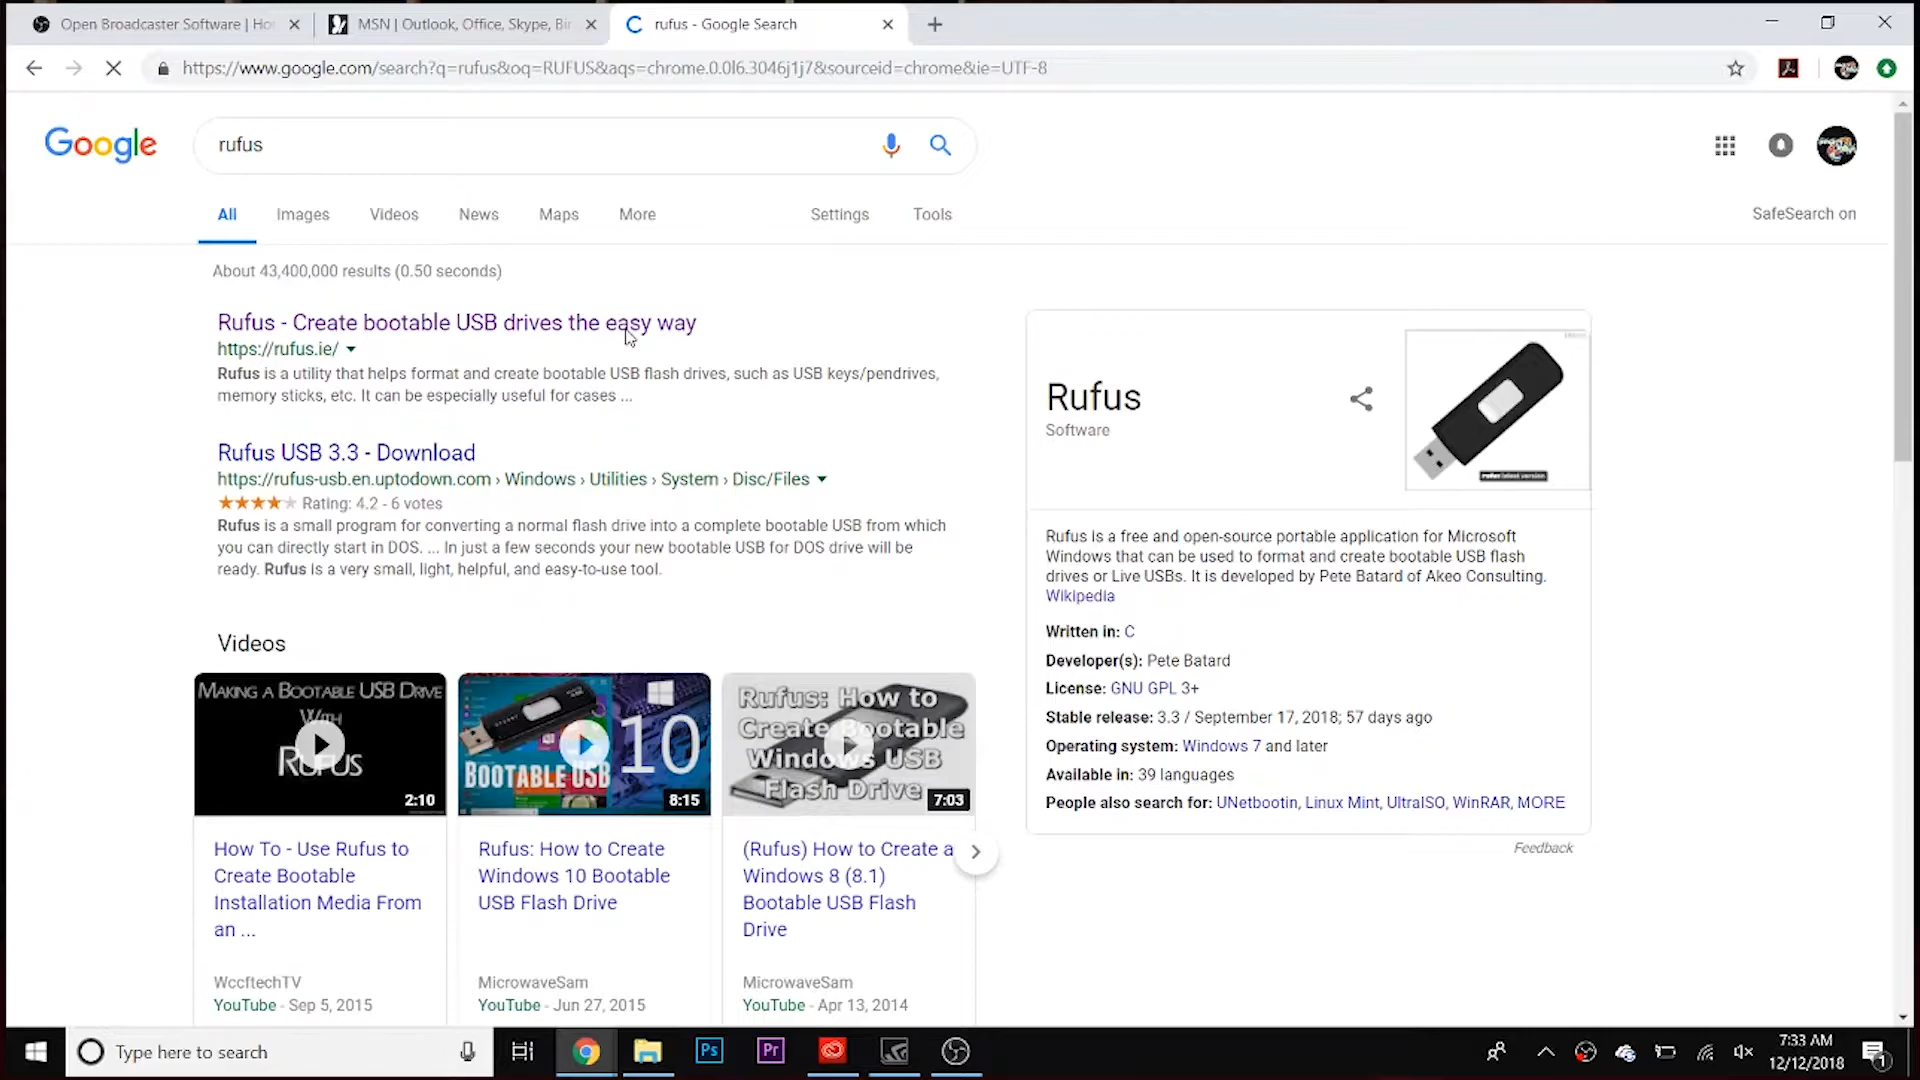 Open Broadcaster Software | Ho
MSN | Outlook, Office, Skype, Bin
rufus - Google Search
https://www.google.com/search?q=rufus&oq=RUFUS&aqs=chrome.0.0l6.3046j1j7&sourceid=chrome&ie=UTF-8
Google
rufus
All Images Videos News Maps More Settings Tools
SafeSearch on
About 43,400,000 results (0.50 seconds)
Rufus - Create bootable USB drives the easy way
https://rufus.ie/
Rufus is a utility that helps format and create bootable USB flash drives, such as USB keys/pendrives,
memory sticks, etc. It can be especially useful for cases ...
Rufus USB 3.3 - Download
https://rufus-usb.en.uptodown.com › Windows › Utilities › System › Disc/Files
Rating: 4.2 - 6 votes
Rufus is a small program for converting a normal flash drive into a complete bootable USB from which
you can directly start in DOS. ... In just a few seconds your new bootable USB for DOS drive will be
ready. Rufus is a very small, light, helpful, and easy-to-use tool.
Videos
MAKING A BOOTABLE USB DRIVE
WITH
RUFUS
2:10
How To - Use Rufus to
Create Bootable
Installation Media From
an ...
WccftechTV
YouTube - Sep 5, 2015
10
BOOTABLE USB
8:15
Rufus: How to Create
Windows 10 Bootable
USB Flash Drive
MicrowaveSam
YouTube - Jun 27, 2015
Rufus: How to
Create Bootable
Windows USB
Flash Drive
7:03
(Rufus) How to Create a
Windows 8 (8.1)
Bootable USB Flash
Drive
MicrowaveSam
YouTube - Apr 13, 2014
Rufus
Software
rufus latest version
Rufus is a free and open-source portable application for Microsoft
Windows that can be used to format and create bootable USB flash
drives or Live USBs. It is developed by Pete Batard of Akeo Consulting.
Wikipedia
Written in: C
Developer(s): Pete Batard
License: GNU GPL 3+
Stable release: 3.3 / September 17, 2018; 57 days ago
Operating system: Windows 7 and later
Available in: 39 languages
People also search for: UNetbootin, Linux Mint, UltraISO, WinRAR, MORE
Feedback
Type here to search
Ps
Pr
7:33 AM
12/12/2018
1